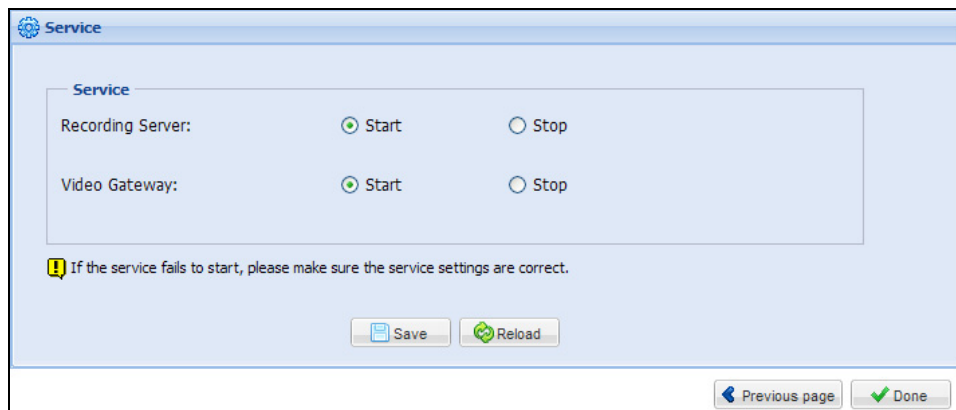 Service
Service
Recording Server: Start Stop
Video Gateway: Start Stop
If the service fails to start, please make sure the service settings are correct.
Save Reload
Previous page Done